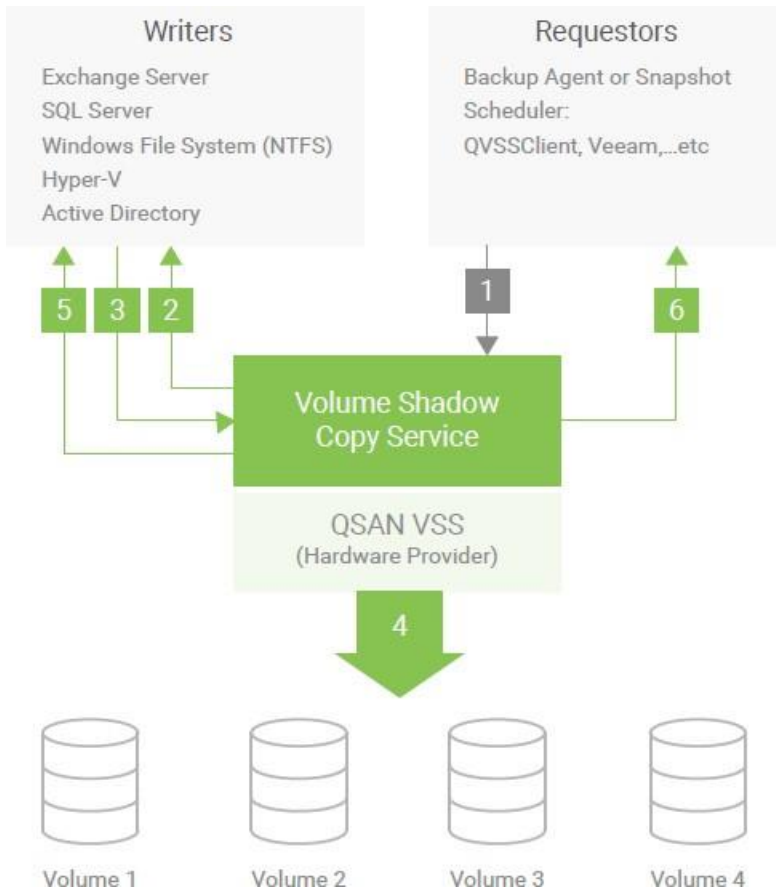 Writers
Exchange Server
SQL Server
Windows File System (NTFS)
Hyper-V
Active Directory
Requestors
Backup Agent or Snapshot
Scheduler:
QVSSClient, Veeam,...etc
5
3
2
1
6
Volume Shadow
Copy Service
QSAN VSS
(Hardware Provider)
4
Volume 1
Volume 2
Volume 3
Volume 4